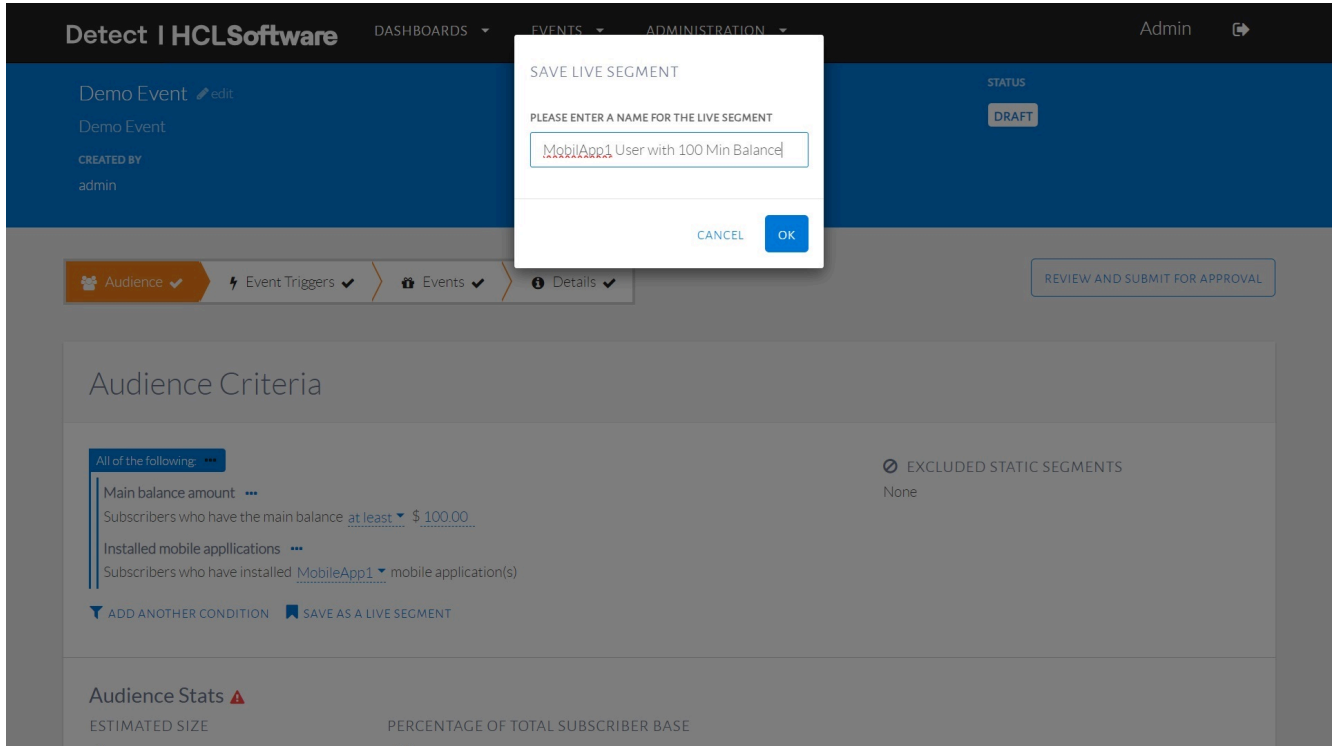 Detect | HCLSoftware DASHBOARDS EVENTS ADMINISTRATION Admin
SAVE LIVE SEGMENT
PLEASE ENTER A NAME FOR THE LIVE SEGMENT
MobilApp1 User with 100 Min Balance
CANCEL OK
Demo Event edit
Demo Event
CREATED BY
admin
STATUS
DRAFT
Audience Event Triggers Events Details
REVIEW AND SUBMIT FOR APPROVAL
Audience Criteria
All of the following: •••
Main balance amount •••
Subscribers who have the main balance at least $ 100.00
Installed mobile appllications •••
Subscribers who have installed MobileApp1 mobile application(s)
ADD ANOTHER CONDITION SAVE AS A LIVE SEGMENT
EXCLUDED STATIC SEGMENTS
None
Audience Stats
ESTIMATED SIZE PERCENTAGE OF TOTAL SUBSCRIBER BASE